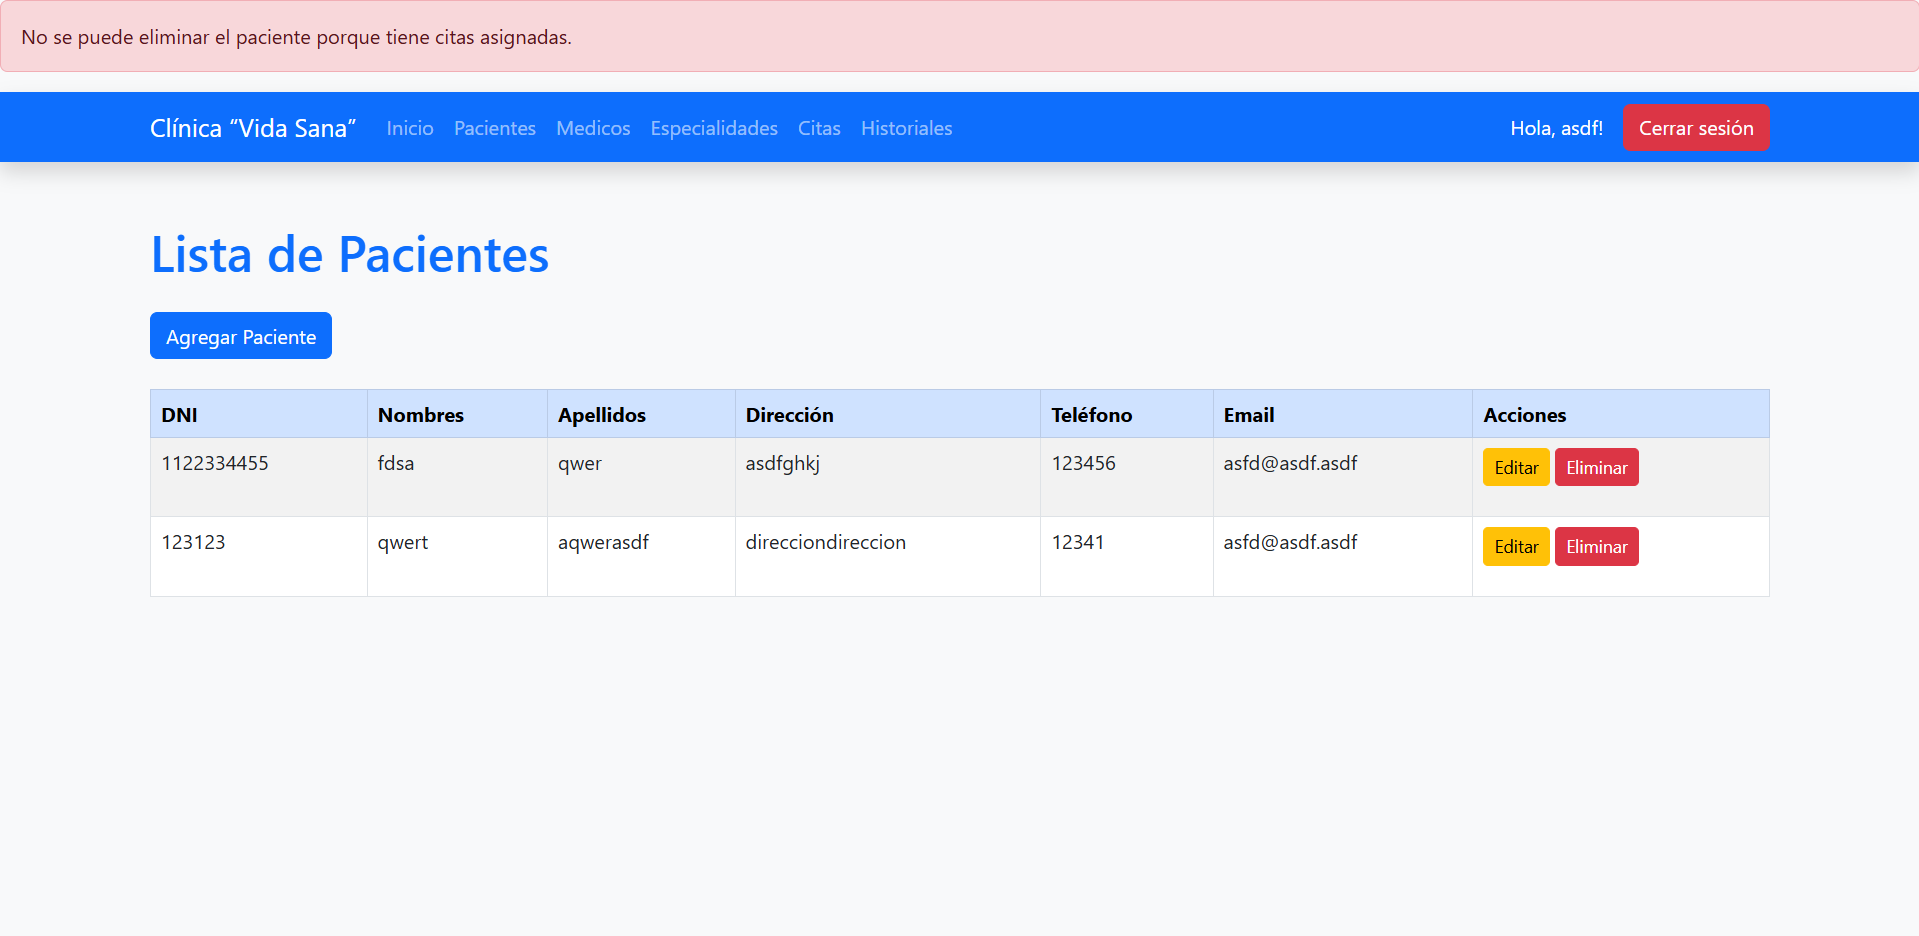 No se puede eliminar el paciente porque tiene citas asignadas.
Clínica “Vida Sana” Inicio Pacientes Medicos Especialidades Citas Historiales Hola, asdf! Cerrar sesión
Lista de Pacientes
Agregar Paciente
DNI Nombres Apellidos Dirección Teléfono Email Acciones
1122334455 fdsa qwer asdfghkj 123456 asfd@asdf.asdf Editar Eliminar
123123 qwert aqwerasdf direcciondireccion 12341 asfd@asdf.asdf Editar Eliminar